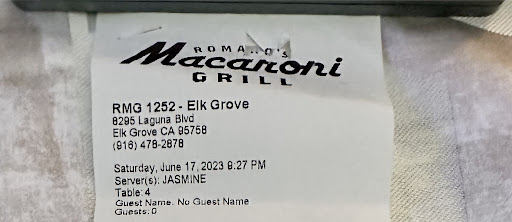 ROMANO'S
Macaroni
GRILL
RMG 1252 - Elk Grove
8295 Laguna Blvd
Elk Grove CA 95758
(916) 478-2878
Saturday, June 17, 2023 8:27 PM
Server(s): JASMINE
Table: 4
Guest Name: No Guest Name
Guests: 0